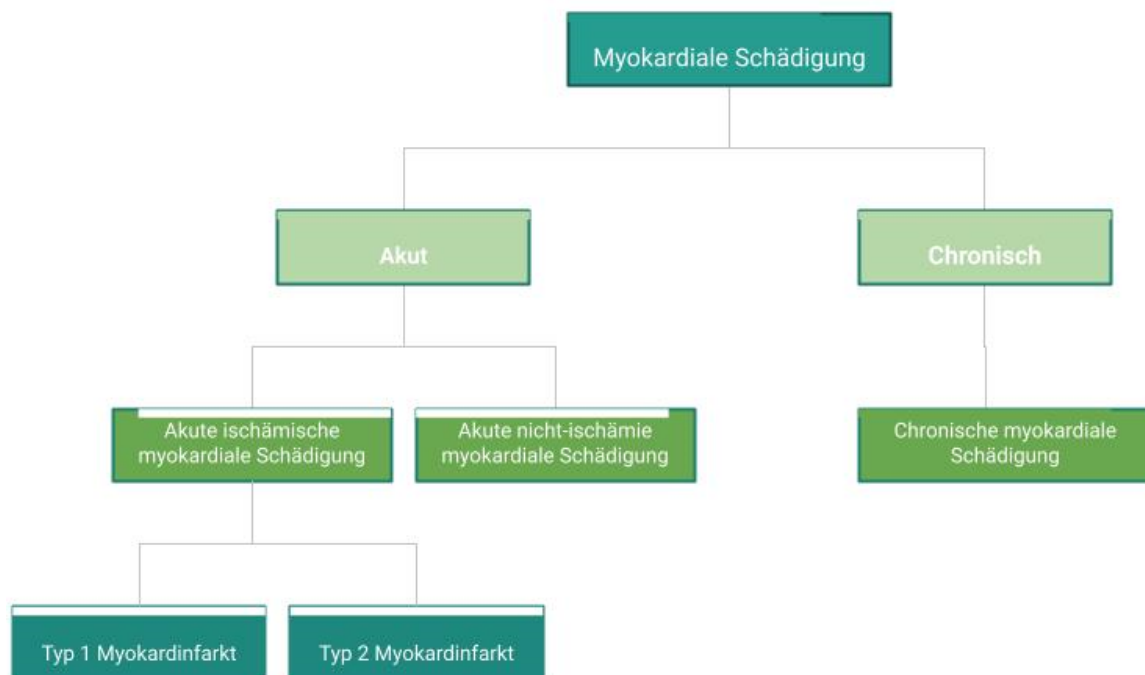 Myokardiale Schädigung
Akut
Chronisch
Akute ischämische
myokardiale Schädigung
Akute nicht-ischämie
myokardiale Schädigung
Chronische myokardiale
Schädigung
Typ 1 Myokardinfarkt
Typ 2 Myokardinfarkt